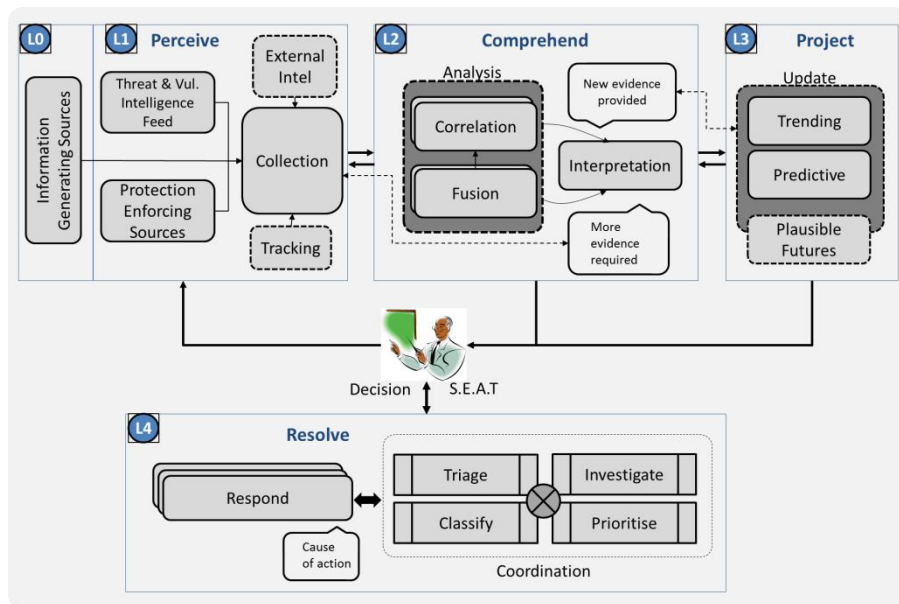 L0
L1
Perceive
L2
Comprehend
L3
Project
Information
Generating Sources
Threat & Vul.
Intelligence
Feed
Protection
Enforcing
Sources
External
Intel
Collection
Tracking
Analysis
Correlation
Fusion
New evidence
provided
Interpretation
More
evidence
required
Update
Trending
Predictive
Plausible
Futures
Decision
S.E.A.T
L4
Resolve
Respond
Cause
of action
Triage
Investigate
Classify
Prioritise
Coordination